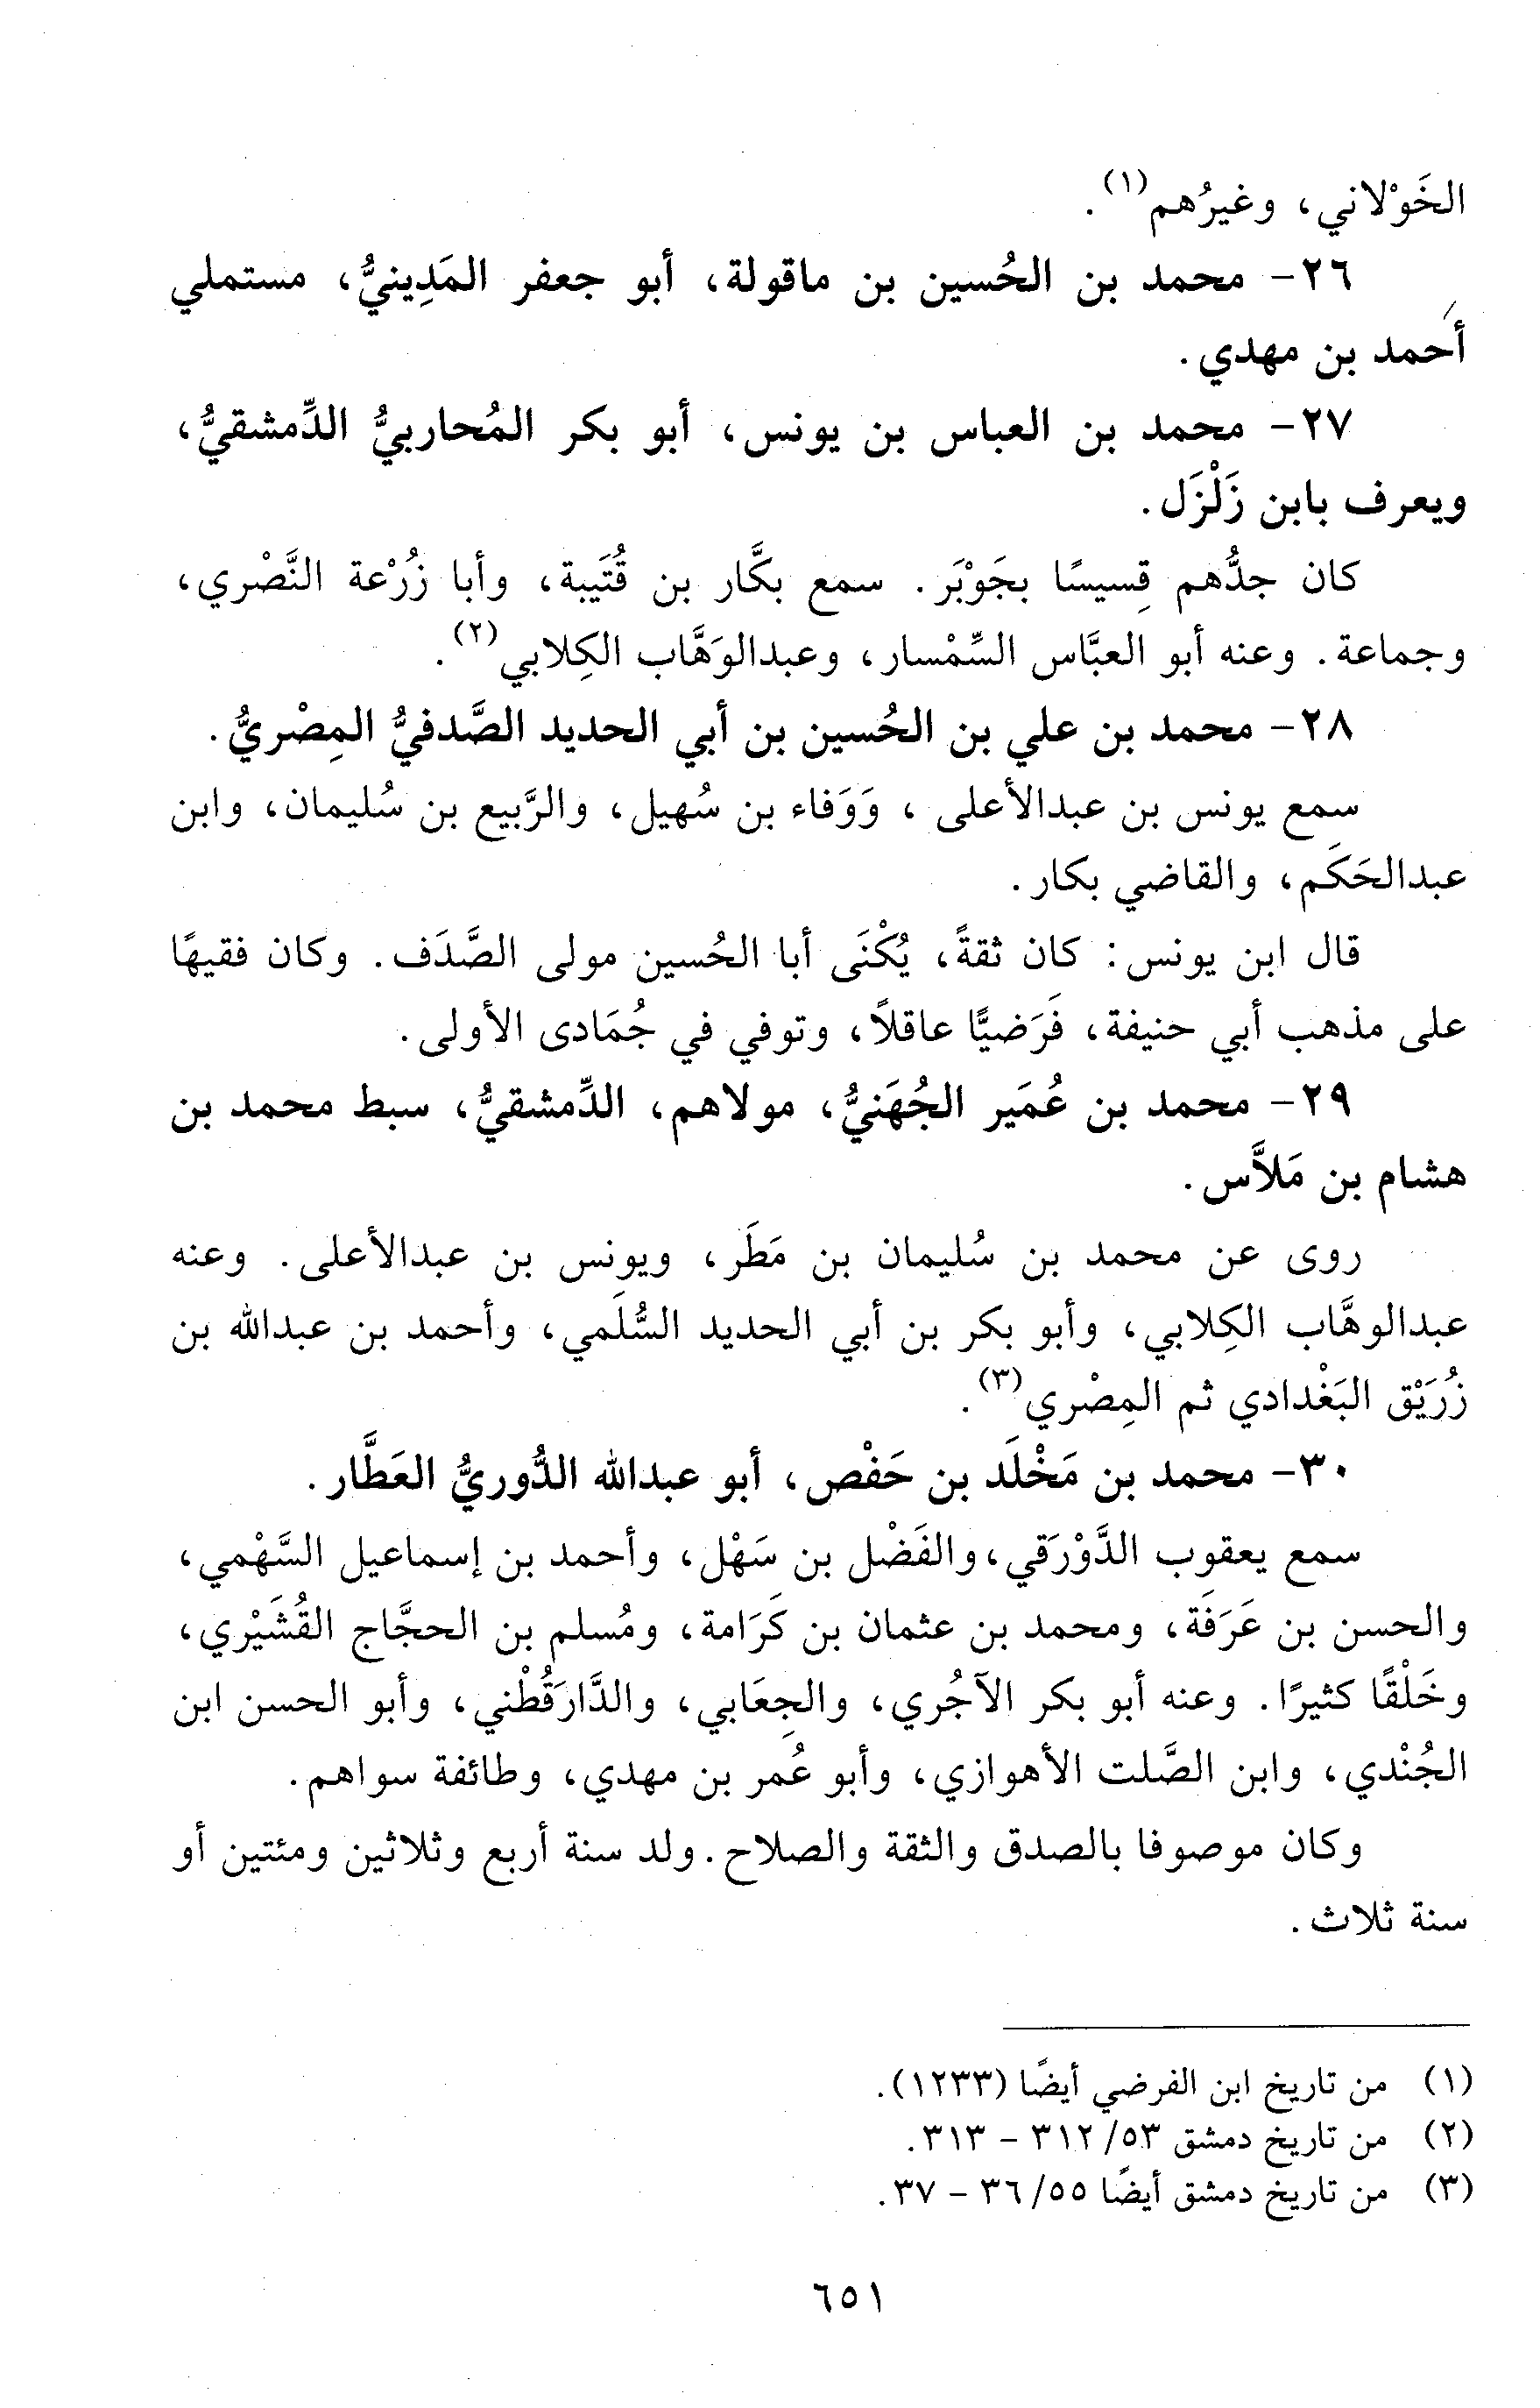 الخَوْلاني، وغيرُهم(١).
٢٦- محمد بن الحُسين بن ماقولة، أبو جعفر المَدِينيُّ، مستملي
أحمد بن مهدي.
٢٧- محمد بن العباس بن يونس، أبو بكر المُحاربيُّ الدِّمشقيُّ،
ويعرف بابن زَلْزَل.
كان جدُّهم قِسيسًا بجَوْبَر. سمع بكَّار بن قُتَيبة، وأبا زُرْعة النَّصْري،
وجماعة. وعنه أبو العبَّاس السِّمْسار، وعبدالوَهَّاب الكِلابي(٢).
٢٨- محمد بن علي بن الحُسين بن أبي الحديد الصَّدفيُّ المِصْريُّ.
سمع يونس بن عبدالأعلى ، وَوَفاء بن سُهيل، والرَّبيع بن سُليمان، وابن
عبدالحَكَم، والقاضي بكار.
قال ابن يونس: كان ثقةً، يُكْنَى أبا الحُسين مولى الصَّدَف. وكان فقيهًا
على مذهب أبي حنيفة، فَرَضيًّا عاقلاً، وتوفي في جُمَادى الأولى.
٢٩- محمد بن عُمَير الجُهَنيُّ، مولاهم، الدِّمشقيُّ، سبط محمد بن
هشام بن مَلاَّس.
روى عن محمد بن سُليمان بن مَطَر، ويونس بن عبدالأعلى. وعنه
عبدالوهَّاب الكِلابي، وأبو بكر بن أبي الحديد السُّلَمي، وأحمد بن عبدالله بن
زُرَيْق البَغْدادي ثم المِصْري(٣).
٣٠- محمد بن مَخْلَد بن حَفْص، أبو عبدالله الدُّوريُّ العَطَّار.
سمع يعقوب الدَّوْرَقي، والفَضْل بن سَهْل، وأحمد بن إسماعيل السَّهْمي،
والحسن بن عَرَفَة، ومحمد بن عثمان بن كَرَامة، ومُسلم بن الحجَّاج القُشَيْري،
وخَلْقًا كثيرًا. وعنه أبو بكر الآجُري، والجِعَابي، والدَّارَقُطْني، وأبو الحسن ابن
الجُنْدي، وابن الصَّلت الأهوازي، وأبو عُمر بن مهدي، وطائفة سواهم.
وكان موصوفا بالصدق والثقة والصلاح. ولد سنة أربع وثلاثين ومئتين أو
سنة ثلاث.
(١) من تاريخ ابن الفرضي أيضًا (١٢٣٣).
(٢) من تاريخ دمشق ٥٣/ ٣١٢ - ٣١٣.
(٣) من تاريخ دمشق أيضًا ٥٥/ ٣٦ - ٣٧.
٦٥١